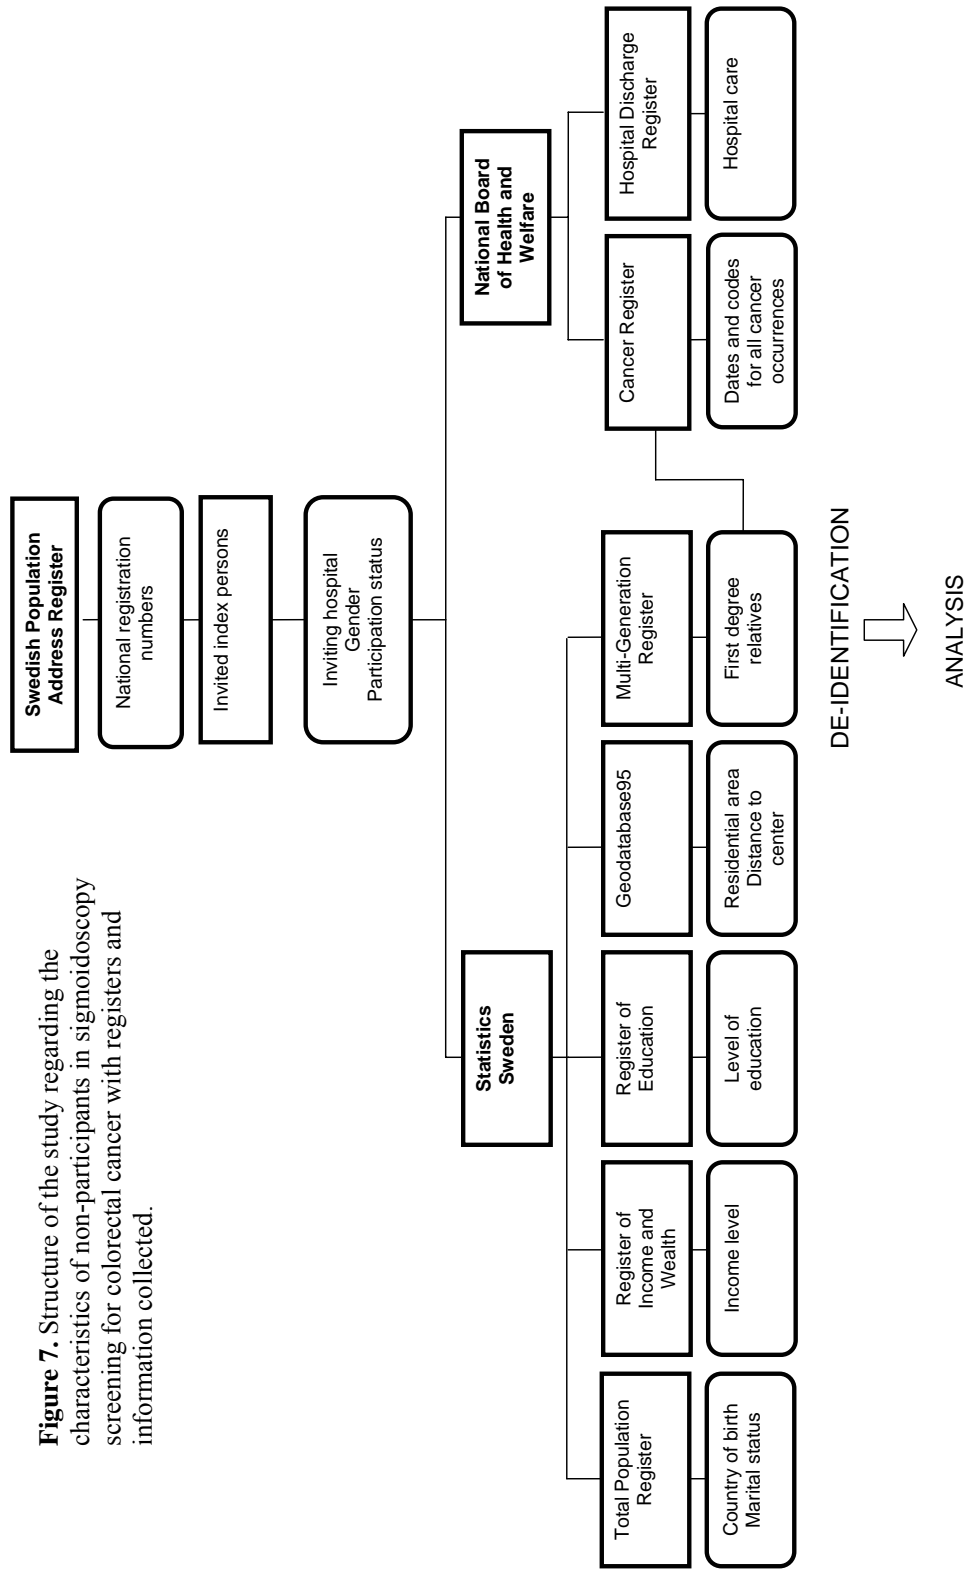 Figure 7. Structure of the study regarding the
characteristics of non-participants in sigmoidoscopy
screening for colorectal cancer with registers and
information collected.
Swedish Population
Address Register
National registration
numbers
Invited index persons
Inviting hospital
Gender
Participation status
Statistics
Sweden
National Board
of Health and
Welfare
Total Population
Register
Register of
Income and
Wealth
Register of
Education
Geodatabase95
Multi-Generation
Register
Cancer Register
Hospital Discharge
Register
Country of birth
Marital status
Income level
Level of
education
Residential area
Distance to
center
First degree
relatives
Dates and codes
for all cancer
occurrences
Hospital care
DE-IDENTIFICATION
ANALYSIS